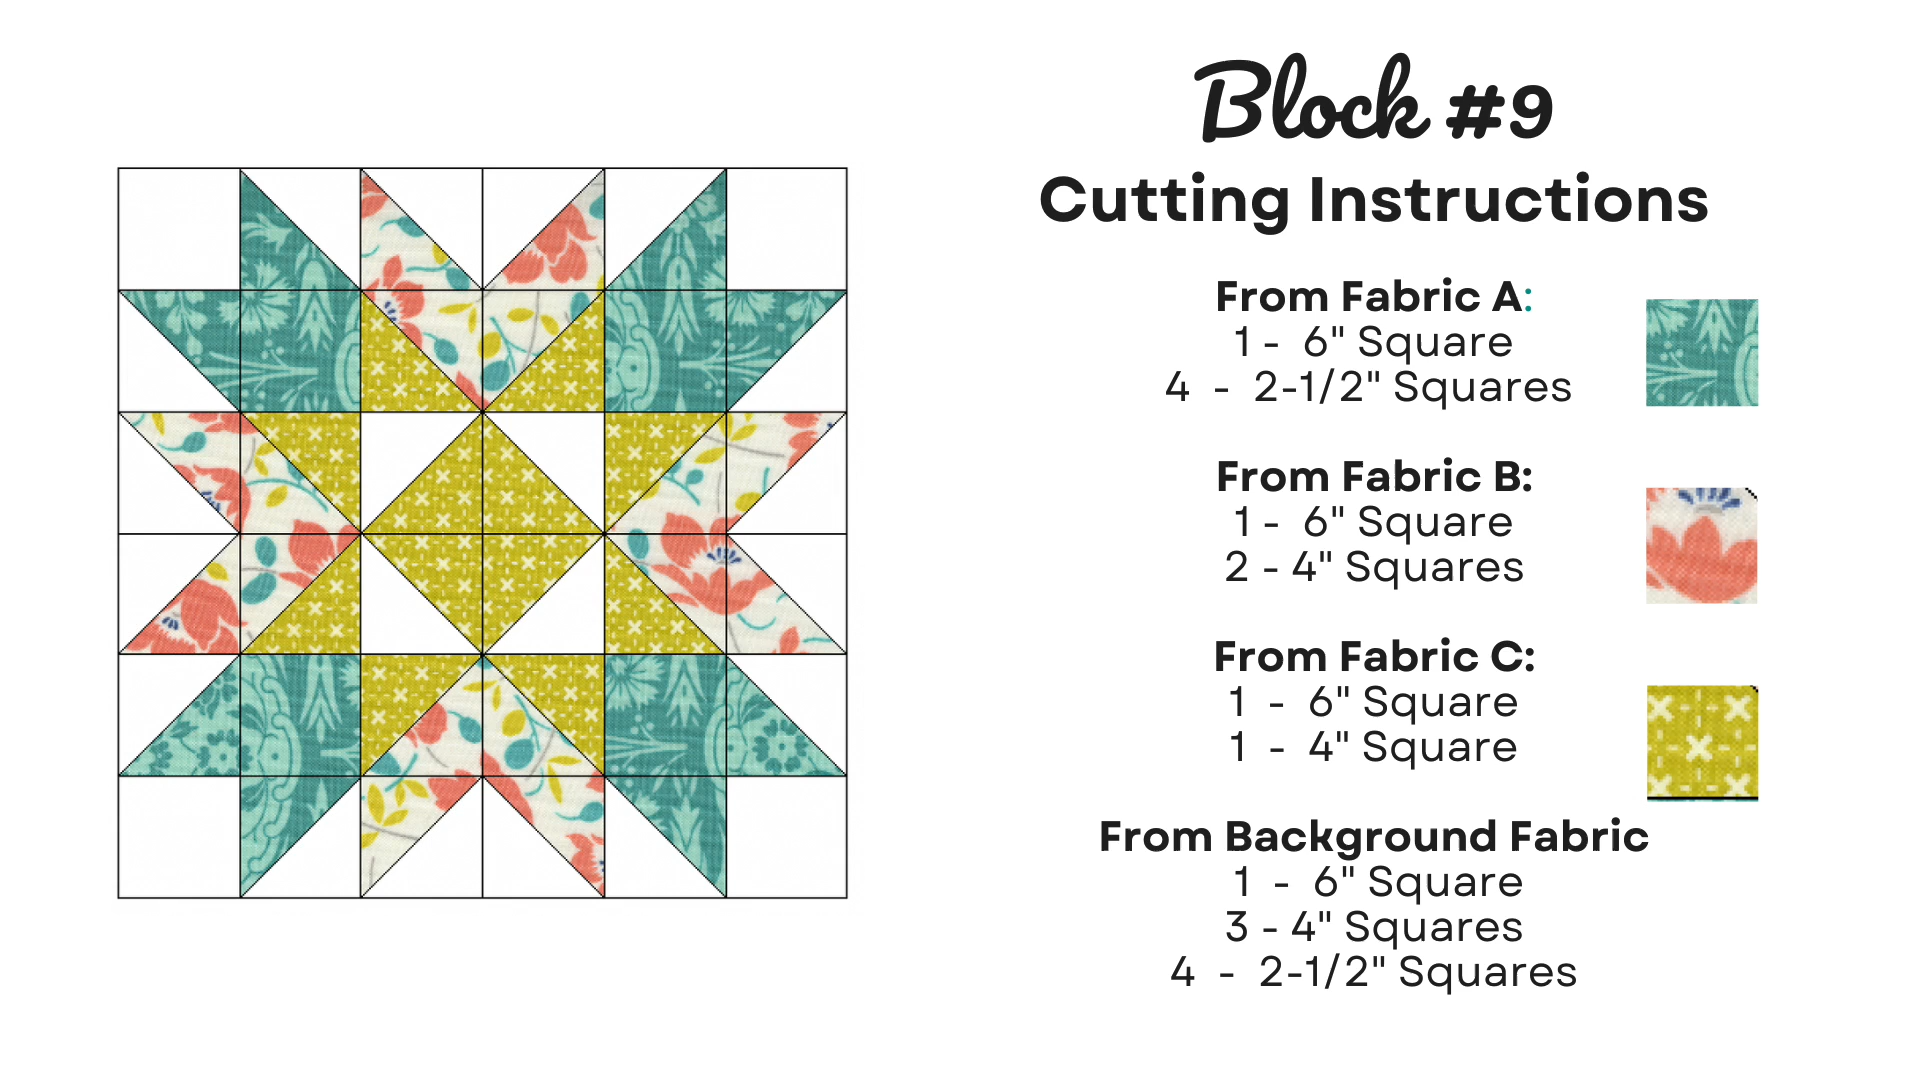 Block #9
Cutting Instructions
From Fabric A:
1 - 6" Square
4 - 2-1/2" Squares
From Fabric B:
1 - 6" Square
2 - 4" Squares
From Fabric C:
1 - 6" Square
1 - 4" Square
From Background Fabric
1 - 6" Square
3 - 4" Squares
4 - 2-1/2" Squares